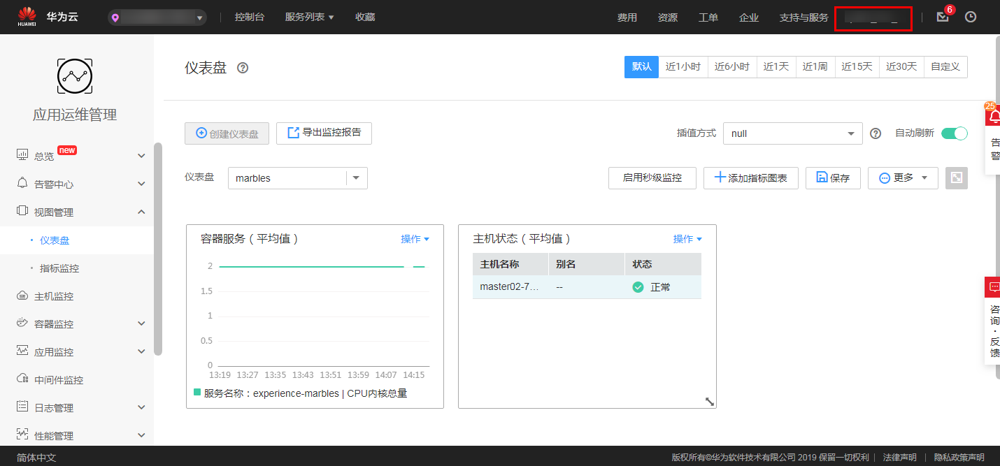 HUAWEI 华为云 控制台 服务列表 收藏 费用 资源 工单 企业 支持与服务 6
应用运维管理
总览 new
告警中心
视图管理
仪表盘
指标监控
主机监控
容器监控
应用监控
中间件监控
日志管理
性能管理
仪表盘 ? 默认 近1小时 近6小时 近1天 近1周 近15天 近30天 自定义
创建仪表盘 导出监控报告 插值方式 null ? 自动刷新
仪表盘 marbles 启用秒级监控 添加指标图表 保存 更多
容器服务（平均值） 操作
2
1.5
1
0.5
0
13:19 13:27 13:35 13:43 13:51 13:59 14:07 14:15
服务名称：experience-marbles | CPU内核总量
主机状态（平均值） 操作
主机名称 别名 状态
master02-7... -- 正常
25
告警
咨询·反馈
简体中文 版权所有©华为软件技术有限公司 2019 保留一切权利 | 法律声明 | 隐私政策声明